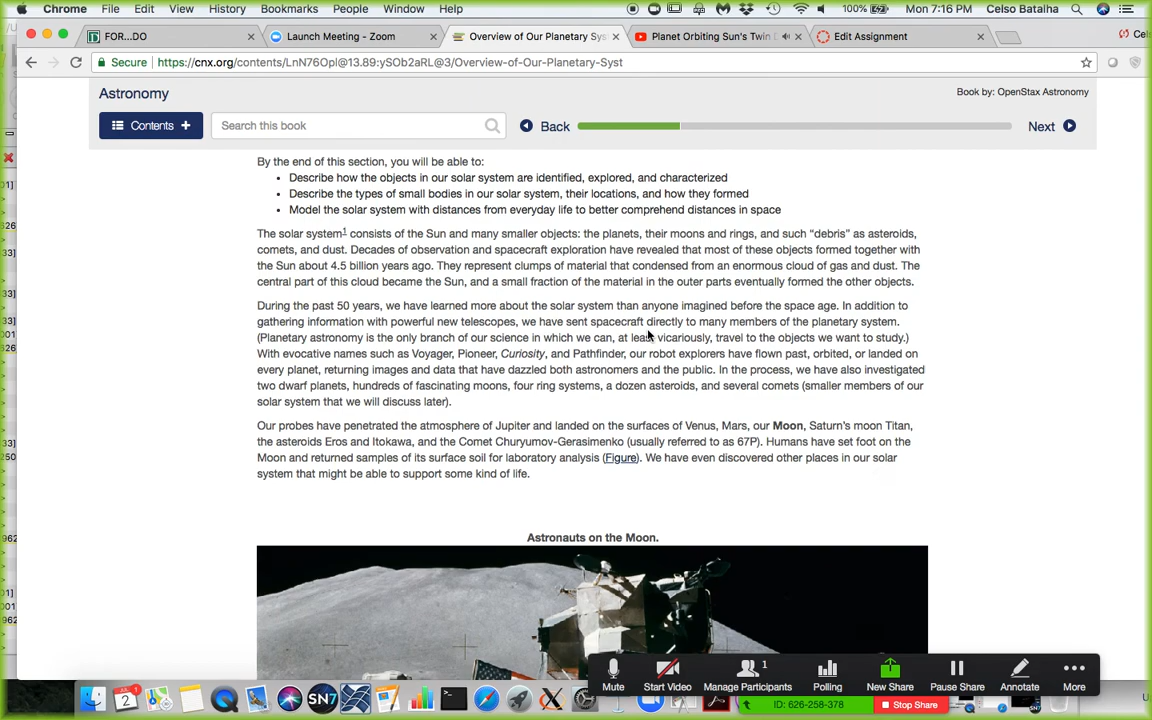 Chrome File Edit View History Bookmarks People Window Help 100% Mon 7:16 PM Celso Batalha
FOR...DO × Launch Meeting - Zoom × Overview of Our Planetary Sys × Planet Orbiting Sun's Twin × Edit Assignment × Cels
Secure https://cnx.org/contents/LnN76Opl@13.89:ySOb2aRL@3/Overview-of-Our-Planetary-Syst
Astronomy
Book by: OpenStax Astronomy
Contents + Search this book Back Next
By the end of this section, you will be able to:
• Describe how the objects in our solar system are identified, explored, and characterized
• Describe the types of small bodies in our solar system, their locations, and how they formed
• Model the solar system with distances from everyday life to better comprehend distances in space
The solar system1 consists of the Sun and many smaller objects: the planets, their moons and rings, and such “debris” as asteroids,
comets, and dust. Decades of observation and spacecraft exploration have revealed that most of these objects formed together with
the Sun about 4.5 billion years ago. They represent clumps of material that condensed from an enormous cloud of gas and dust. The
central part of this cloud became the Sun, and a small fraction of the material in the outer parts eventually formed the other objects.
During the past 50 years, we have learned more about the solar system than anyone imagined before the space age. In addition to
gathering information with powerful new telescopes, we have sent spacecraft directly to many members of the planetary system.
(Planetary astronomy is the only branch of our science in which we can, at least vicariously, travel to the objects we want to study.)
With evocative names such as Voyager, Pioneer, Curiosity, and Pathfinder, our robot explorers have flown past, orbited, or landed on
every planet, returning images and data that have dazzled both astronomers and the public. In the process, we have also investigated
two dwarf planets, hundreds of fascinating moons, four ring systems, a dozen asteroids, and several comets (smaller members of our
solar system that we will discuss later).
Our probes have penetrated the atmosphere of Jupiter and landed on the surfaces of Venus, Mars, our Moon, Saturn's moon Titan,
the asteroids Eros and Itokawa, and the Comet Churyumov-Gerasimenko (usually referred to as 67P). Humans have set foot on the
Moon and returned samples of its surface soil for laboratory analysis (Figure). We have even discovered other places in our solar
system that might be able to support some kind of life.
Astronauts on the Moon.
1
Mute Start Video Manage Participants Polling New Share Pause Share Annotate More
ID: 626-258-378 Stop Share
2 SN7